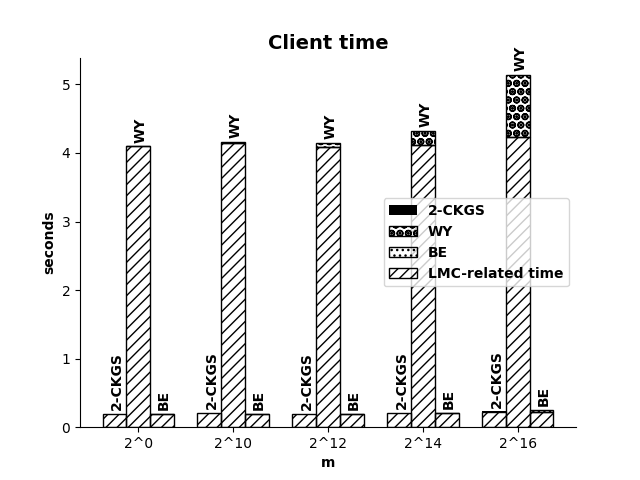 Client time
seconds
5
4
3
2
1
0
2-CKGS
WY
BE
2-CKGS
WY
BE
2-CKGS
WY
BE
2-CKGS
WY
BE
2-CKGS
WY
BE
2-CKGS
WY
BE
LMC-related time
2^0
2^10
2^12
2^14
2^16
m